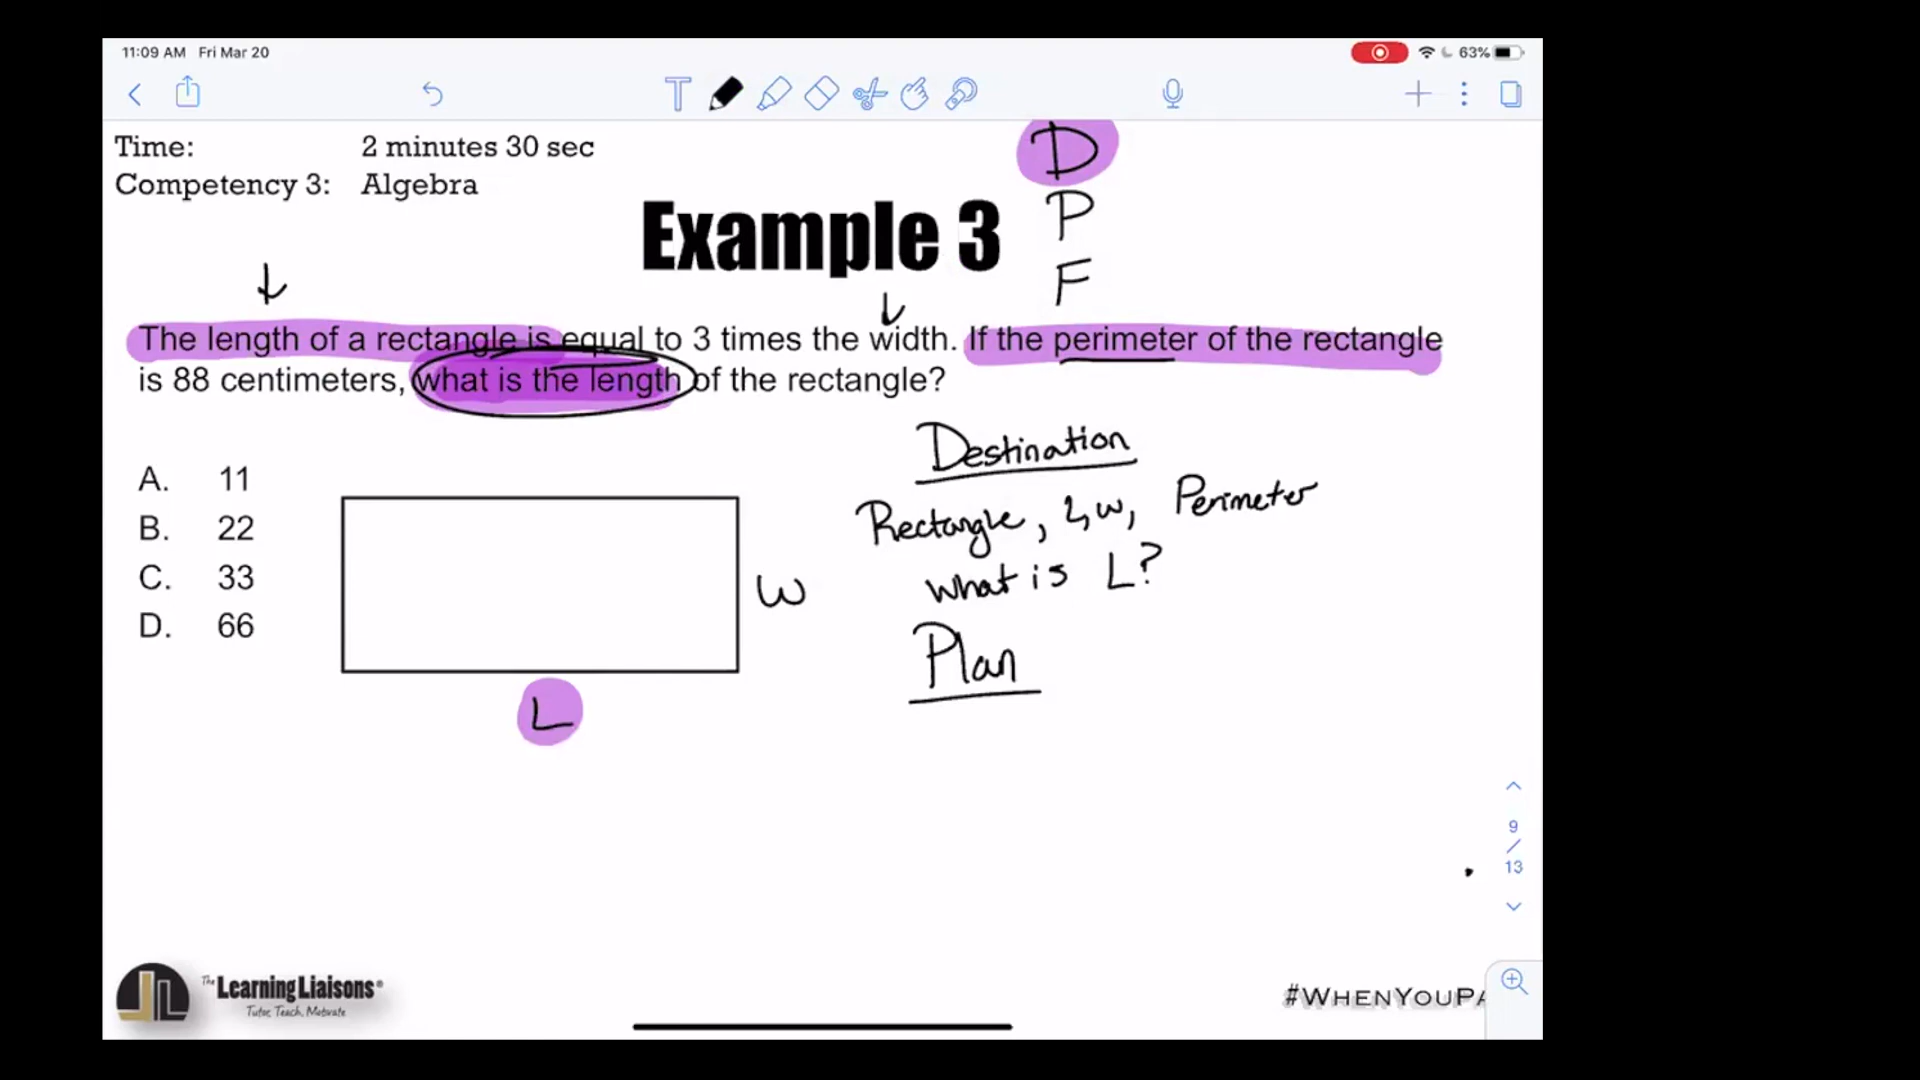 11:09 AM Fri Mar 20
63%
Time: 2 minutes 30 sec
Competency 3: Algebra
D
P
F
Example 3
The length of a rectangle is equal to 3 times the width. If the perimeter of the rectangle
is 88 centimeters, what is the length of the rectangle?
Destination
Rectangle, L, w, Perimeter
what is L?
Plan
A. 11
B. 22
C. 33
D. 66
W
L
9
/
13
The Learning Liaisons®
Tutor, Teach, Motivate
#WHENYOUPA